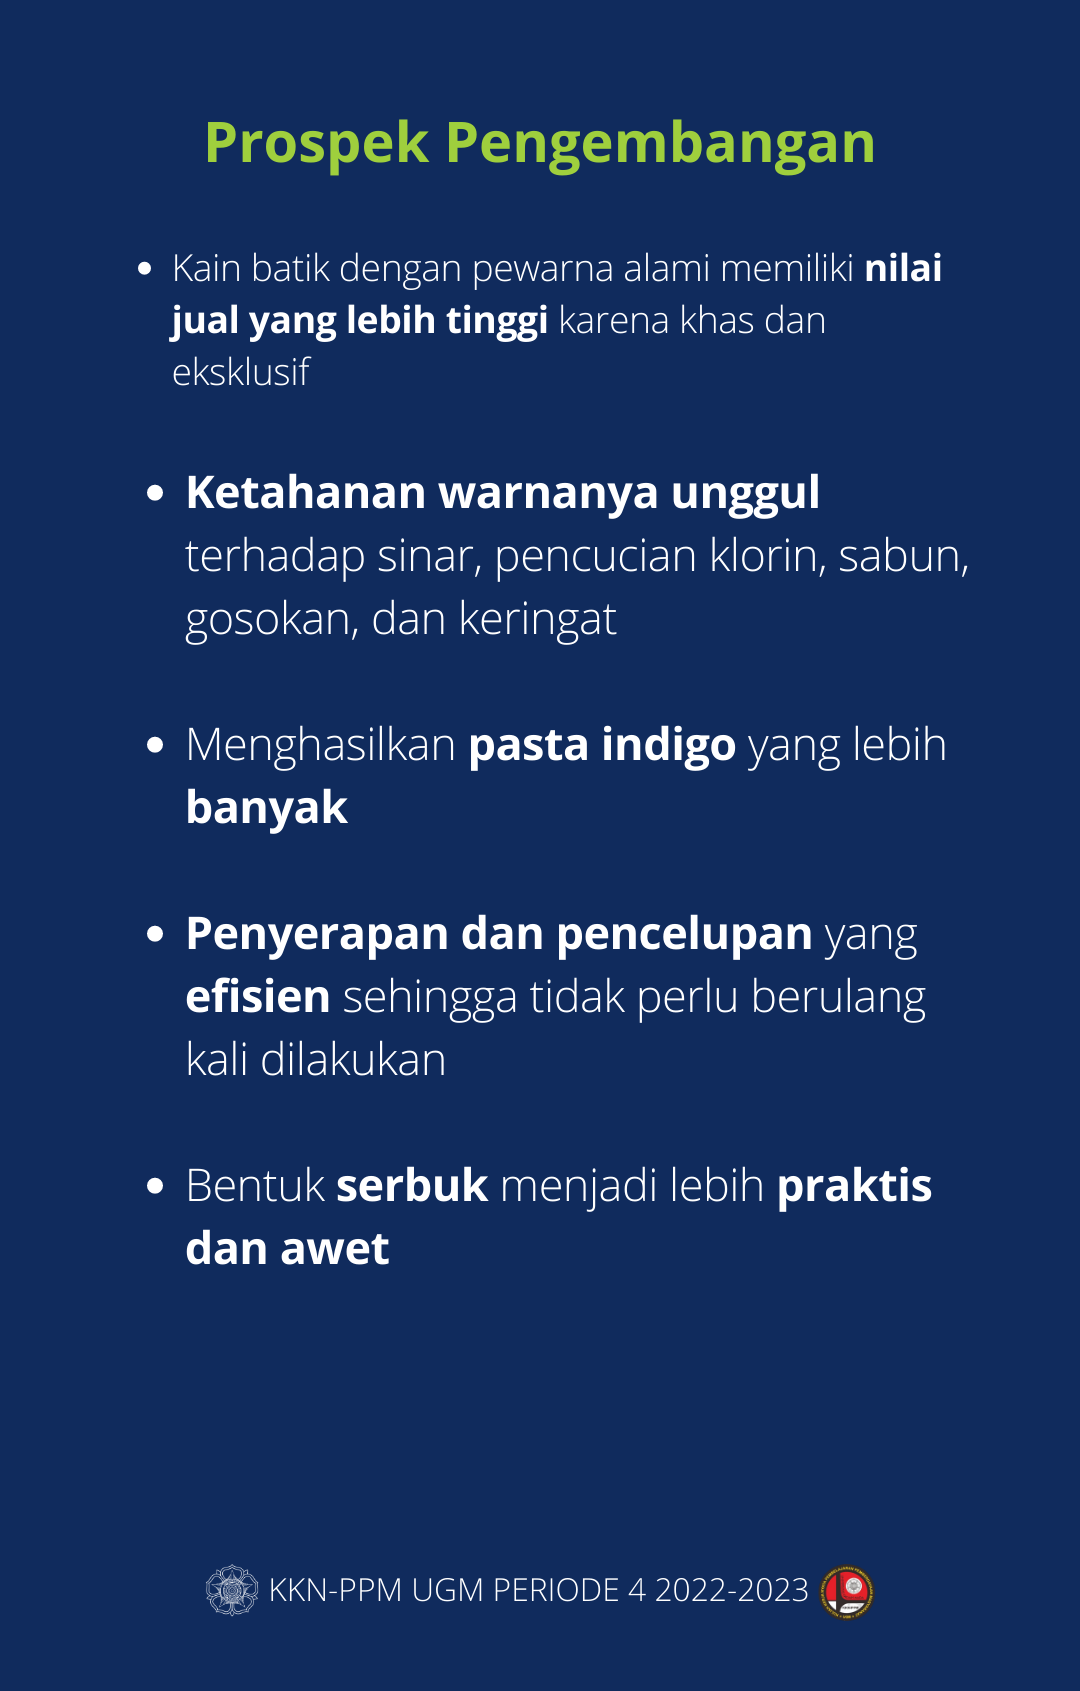 Prospek Pengembangan
• Kain batik dengan pewarna alami memiliki nilai
jual yang lebih tinggi karena khas dan
eksklusif
• Ketahanan warnanya unggul
terhadap sinar, pencucian klorin, sabun,
gosokan, dan keringat
• Menghasilkan pasta indigo yang lebih
banyak
• Penyerapan dan pencelupan yang
efisien sehingga tidak perlu berulang
kali dilakukan
• Bentuk serbuk menjadi lebih praktis
dan awet
KKN-PPM UGM PERIODE 4 2022-2023